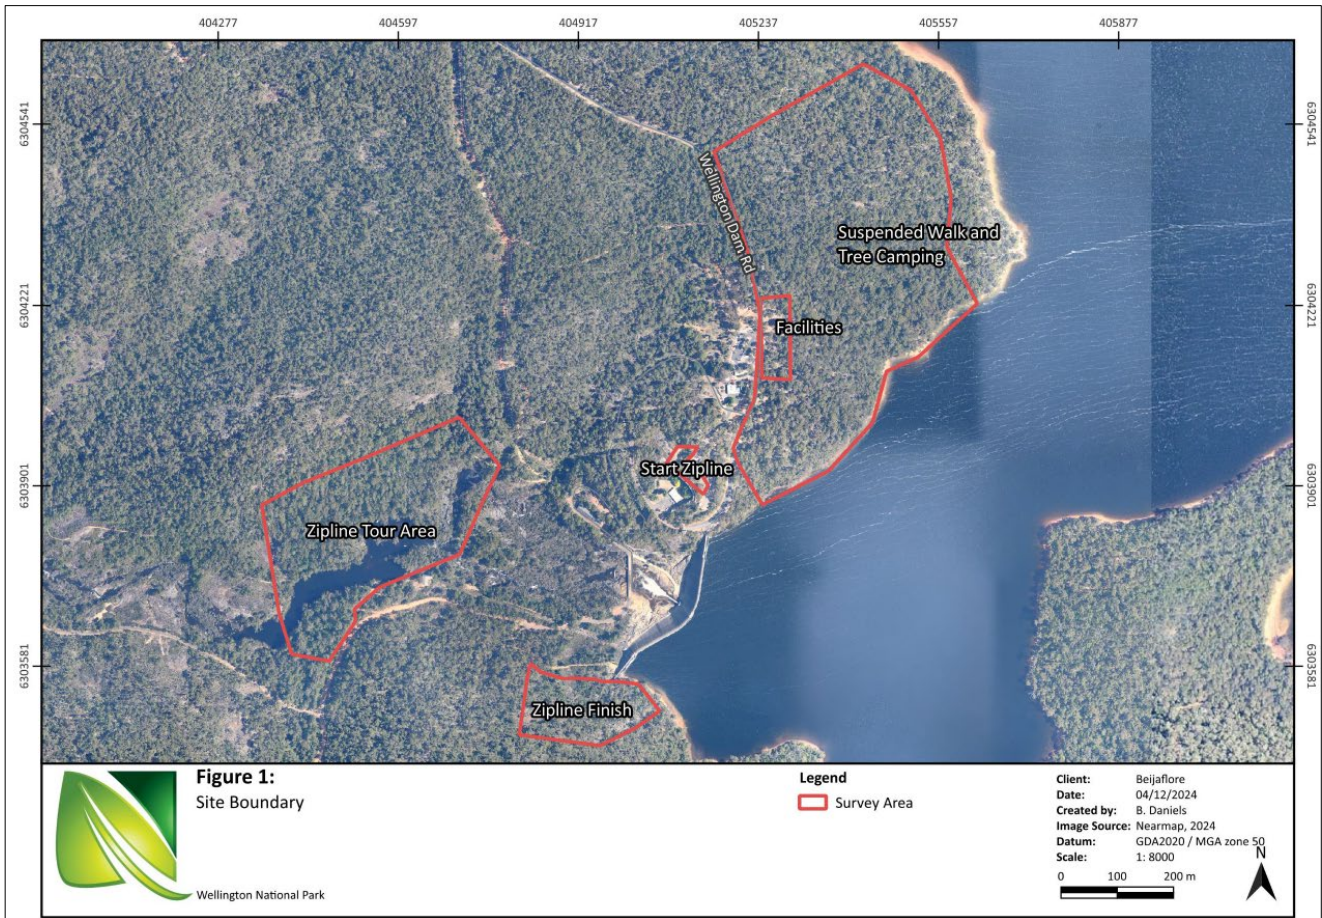 404277 404597 404917 405237 405557 405877
6304541 6304541
Wellington Dam Rd
Suspended Walk and
Tree Camping
6304221 6304221
Facilities
Start Zipline
6303901 6303901
Zipline Tour Area
6303581 6303581
Zipline Finish
Figure 1:
Site Boundary
Wellington National Park
Legend
Survey Area
Client: Beijaflore
Date: 04/12/2024
Created by: B. Daniels
Image Source: Nearmap, 2024
Datum: GDA2020 / MGA zone 50
Scale: 1: 8000
N
0 100 200 m